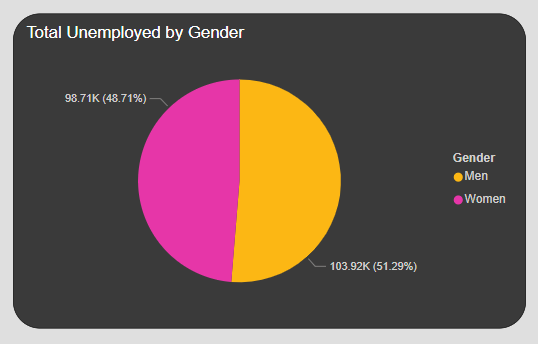 Total Unemployed by Gender
98.71K (48.71%)
Gender
Men
Women
103.92K (51.29%)